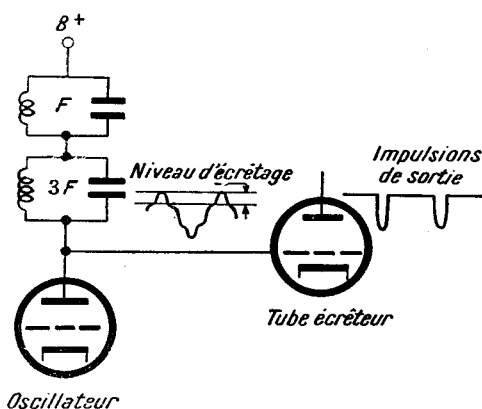 B+
F
3F
Niveau d'écrêtage
Impulsions
de sortie
Tube écrêteur
Oscillateur